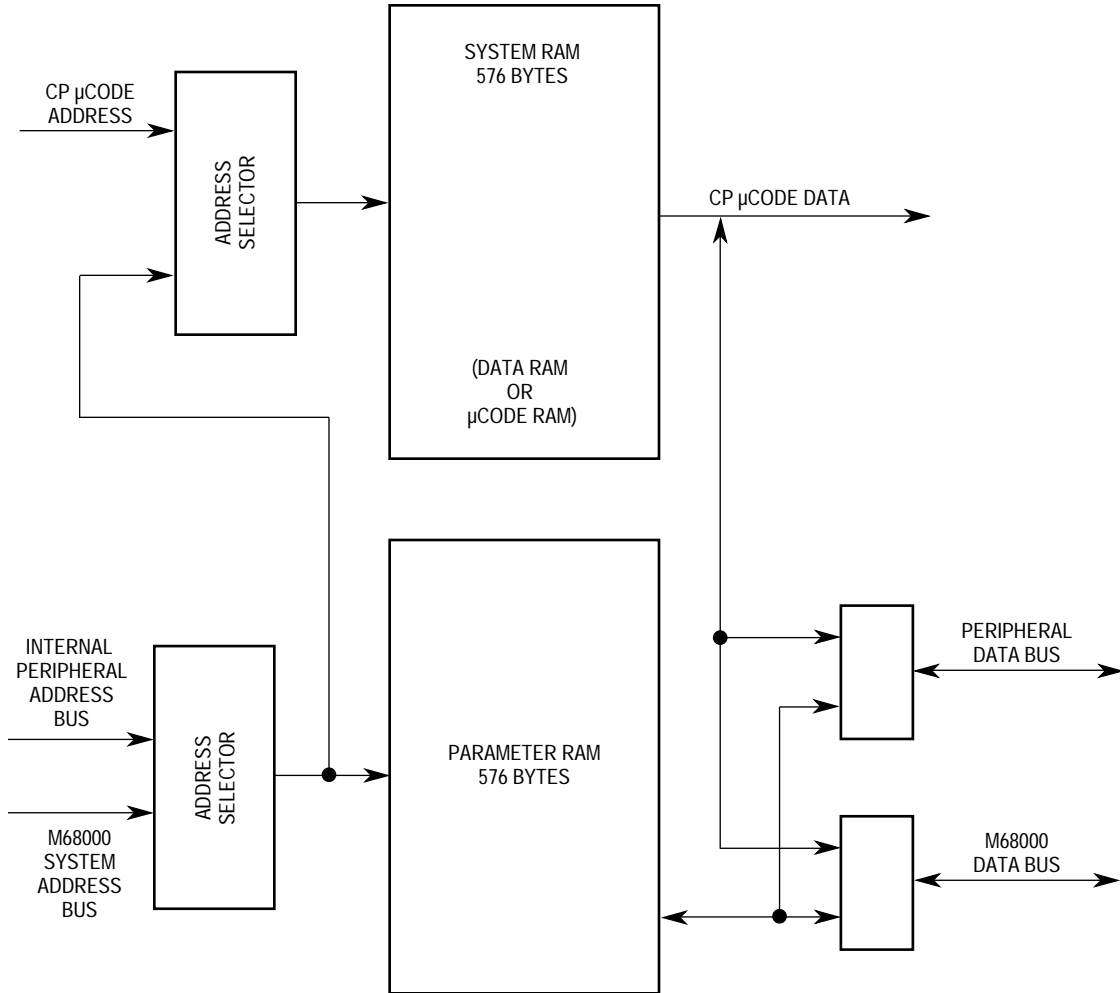 SYSTEM RAM
576 BYTES
CP µCODE
ADDRESS
ADDRESS
SELECTOR
CP µCODE DATA
(DATA RAM
OR
µCODE RAM)
INTERNAL
PERIPHERAL
ADDRESS
BUS
ADDRESS
SELECTOR
M68000
SYSTEM
ADDRESS
BUS
PARAMETER RAM
576 BYTES
PERIPHERAL
DATA BUS
M68000
DATA BUS